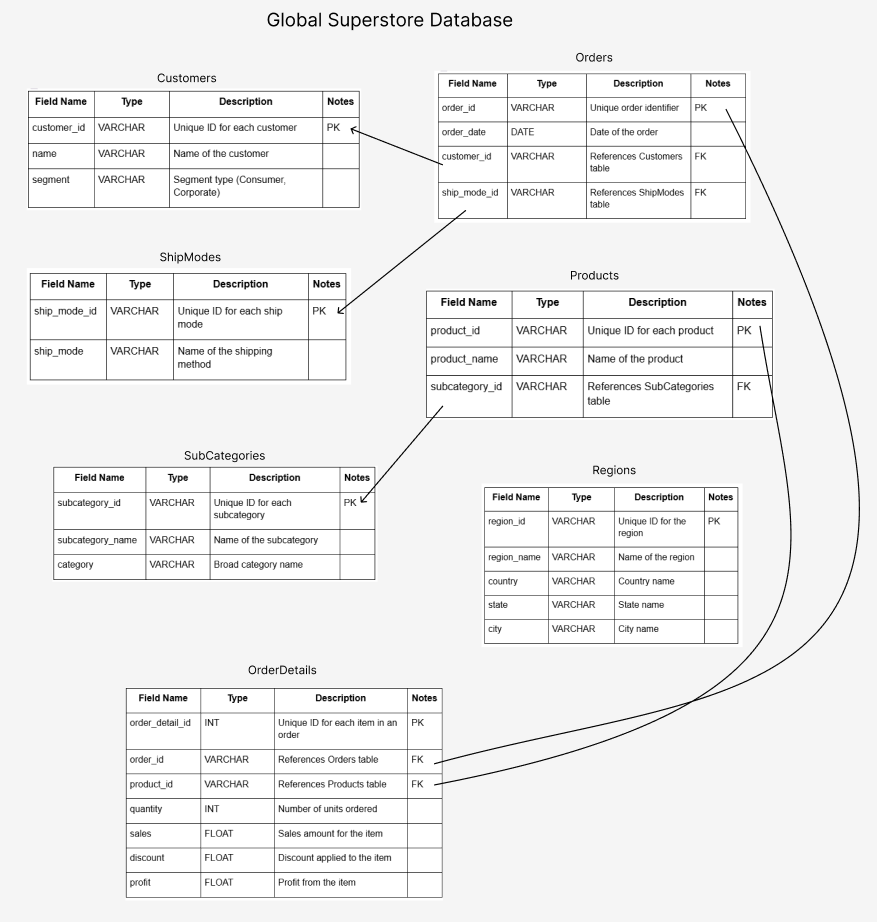 Global Superstore Database
Customers
Field Name Type Description Notes
customer_id VARCHAR Unique ID for each customer PK
name VARCHAR Name of the customer
segment VARCHAR Segment type (Consumer,
Corporate)
Orders
Field Name Type Description Notes
order_id VARCHAR Unique order identifier PK
order_date DATE Date of the order
customer_id VARCHAR References Customers FK
table
ship_mode_id VARCHAR References ShipModes FK
table
ShipModes
Field Name Type Description Notes
ship_mode_id VARCHAR Unique ID for each ship PK
mode
ship_mode VARCHAR Name of the shipping
method
Products
Field Name Type Description Notes
product_id VARCHAR Unique ID for each product PK
product_name VARCHAR Name of the product
subcategory_id VARCHAR References SubCategories FK
table
SubCategories
Field Name Type Description Notes
subcategory_id VARCHAR Unique ID for each PK
subcategory
subcategory_name VARCHAR Name of the subcategory
category VARCHAR Broad category name
Regions
Field Name Type Description Notes
region_id VARCHAR Unique ID for the PK
region
region_name VARCHAR Name of the region
country VARCHAR Country name
state VARCHAR State name
city VARCHAR City name
OrderDetails
Field Name Type Description Notes
order_detail_id INT Unique ID for each item in an PK
order
order_id VARCHAR References Orders table FK
product_id VARCHAR References Products table FK
quantity INT Number of units ordered
sales FLOAT Sales amount for the item
discount FLOAT Discount applied to the item
profit FLOAT Profit from the item